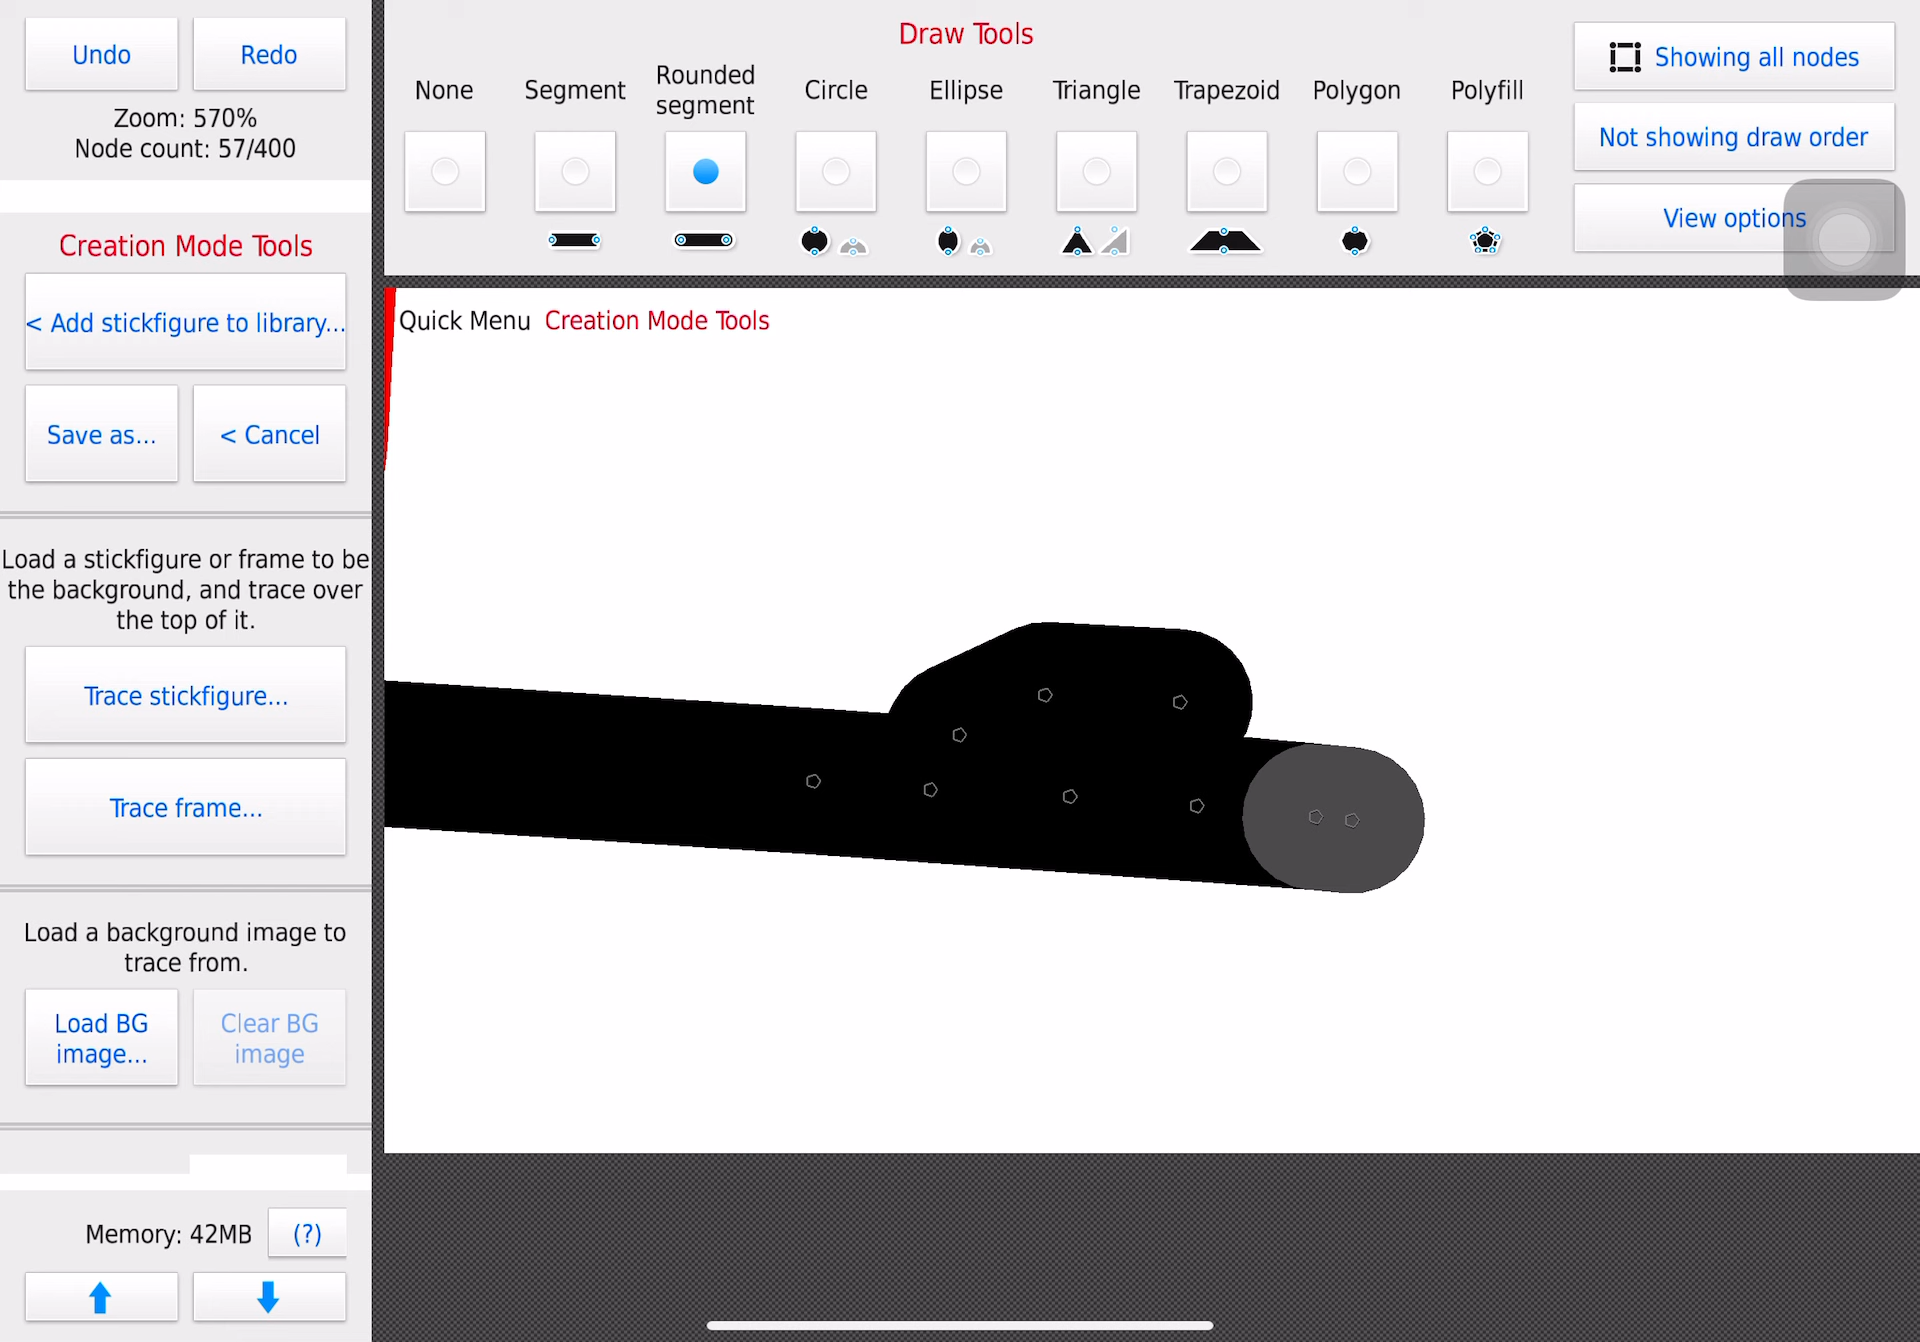 Undo
Redo
Zoom: 570%
Node count: 57/400
Creation Mode Tools
< Add stickfigure to library...
Save as...
< Cancel
Load a stickfigure or frame to be
the background, and trace over
the top of it.
Trace stickfigure...
Trace frame...
Load a background image to
trace from.
Load BG
image...
Clear BG
image
Memory: 42MB
(?)
Draw Tools
None
Segment
Rounded
segment
Circle
Ellipse
Triangle
Trapezoid
Polygon
Polyfill
Showing all nodes
Not showing draw order
View options
Quick Menu
Creation Mode Tools